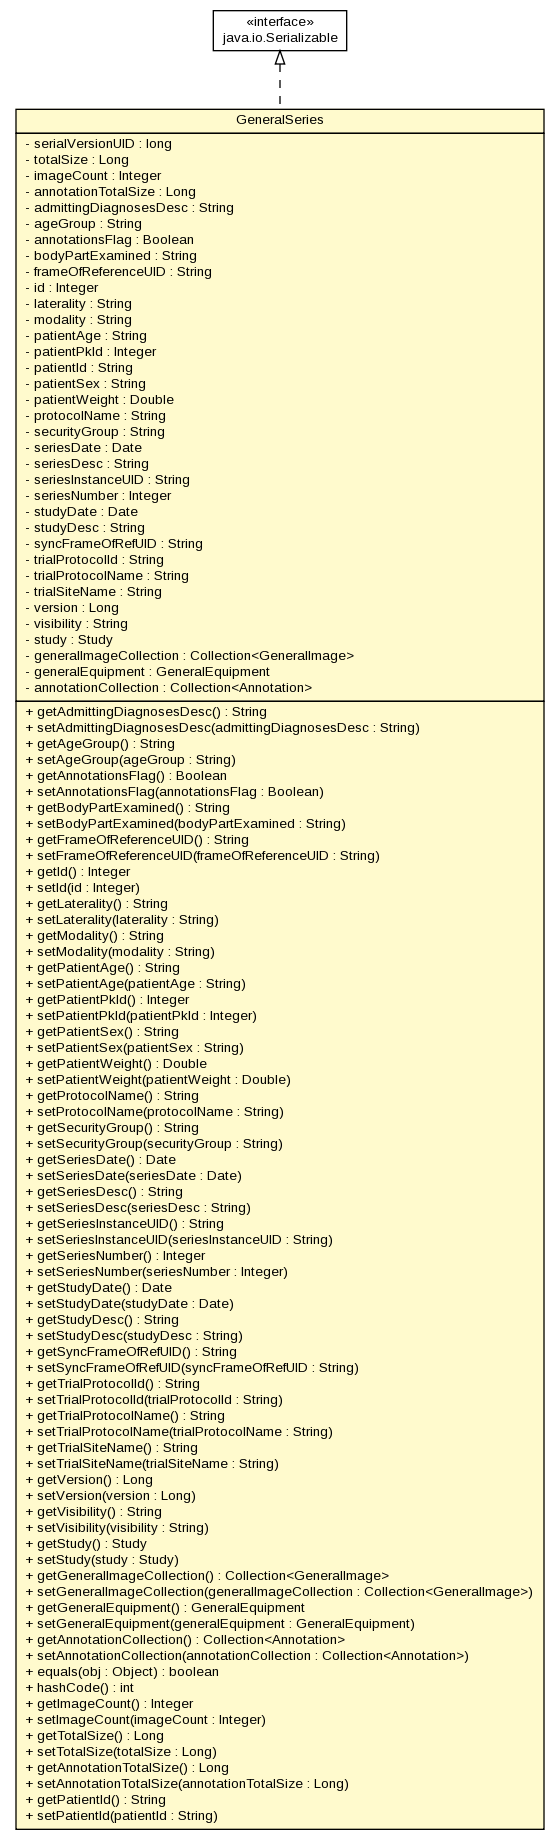 «interface»
java.io.Serializable
GeneralSeries
- serialVersionUID : long
- totalSize : Long
- imageCount : Integer
- annotationTotalSize : Long
- admittingDiagnosesDesc : String
- ageGroup : String
- annotationsFlag : Boolean
- bodyPartExamined : String
- frameOfReferenceUID : String
- id : Integer
- laterality : String
- modality : String
- patientAge : String
- patientPkId : Integer
- patientId : String
- patientSex : String
- patientWeight : Double
- protocolName : String
- securityGroup : String
- seriesDate : Date
- seriesDesc : String
- seriesInstanceUID : String
- seriesNumber : Integer
- studyDate : Date
- studyDesc : String
- syncFrameOfRefUID : String
- trialProtocolId : String
- trialProtocolName : String
- trialSiteName : String
- version : Long
- visibility : String
- study : Study
- generalImageCollection : Collection<GeneralImage>
- generalEquipment : GeneralEquipment
- annotationCollection : Collection<Annotation>
+ getAdmittingDiagnosesDesc() : String
+ setAdmittingDiagnosesDesc(admittingDiagnosesDesc : String)
+ getAgeGroup() : String
+ setAgeGroup(ageGroup : String)
+ getAnnotationsFlag() : Boolean
+ setAnnotationsFlag(annotationsFlag : Boolean)
+ getBodyPartExamined() : String
+ setBodyPartExamined(bodyPartExamined : String)
+ getFrameOfReferenceUID() : String
+ setFrameOfReferenceUID(frameOfReferenceUID : String)
+ getId() : Integer
+ setId(id : Integer)
+ getLaterality() : String
+ setLaterality(laterality : String)
+ getModality() : String
+ setModality(modality : String)
+ getPatientAge() : String
+ setPatientAge(patientAge : String)
+ getPatientPkId() : Integer
+ setPatientPkId(patientPkId : Integer)
+ getPatientSex() : String
+ setPatientSex(patientSex : String)
+ getPatientWeight() : Double
+ setPatientWeight(patientWeight : Double)
+ getProtocolName() : String
+ setProtocolName(protocolName : String)
+ getSecurityGroup() : String
+ setSecurityGroup(securityGroup : String)
+ getSeriesDate() : Date
+ setSeriesDate(seriesDate : Date)
+ getSeriesDesc() : String
+ setSeriesDesc(seriesDesc : String)
+ getSeriesInstanceUID() : String
+ setSeriesInstanceUID(seriesInstanceUID : String)
+ getSeriesNumber() : Integer
+ setSeriesNumber(seriesNumber : Integer)
+ getStudyDate() : Date
+ setStudyDate(studyDate : Date)
+ getStudyDesc() : String
+ setStudyDesc(studyDesc : String)
+ getSyncFrameOfRefUID() : String
+ setSyncFrameOfRefUID(syncFrameOfRefUID : String)
+ getTrialProtocolId() : String
+ setTrialProtocolId(trialProtocolId : String)
+ getTrialProtocolName() : String
+ setTrialProtocolName(trialProtocolName : String)
+ getTrialSiteName() : String
+ setTrialSiteName(trialSiteName : String)
+ getVersion() : Long
+ setVersion(version : Long)
+ getVisibility() : String
+ setVisibility(visibility : String)
+ getStudy() : Study
+ setStudy(study : Study)
+ getGeneralImageCollection() : Collection<GeneralImage>
+ setGeneralImageCollection(generalImageCollection : Collection<GeneralImage>)
+ getGeneralEquipment() : GeneralEquipment
+ setGeneralEquipment(generalEquipment : GeneralEquipment)
+ getAnnotationCollection() : Collection<Annotation>
+ setAnnotationCollection(annotationCollection : Collection<Annotation>)
+ equals(obj : Object) : boolean
+ hashCode() : int
+ getImageCount() : Integer
+ setImageCount(imageCount : Integer)
+ getTotalSize() : Long
+ setTotalSize(totalSize : Long)
+ getAnnotationTotalSize() : Long
+ setAnnotationTotalSize(annotationTotalSize : Long)
+ getPatientId() : String
+ setPatientId(patientId : String)